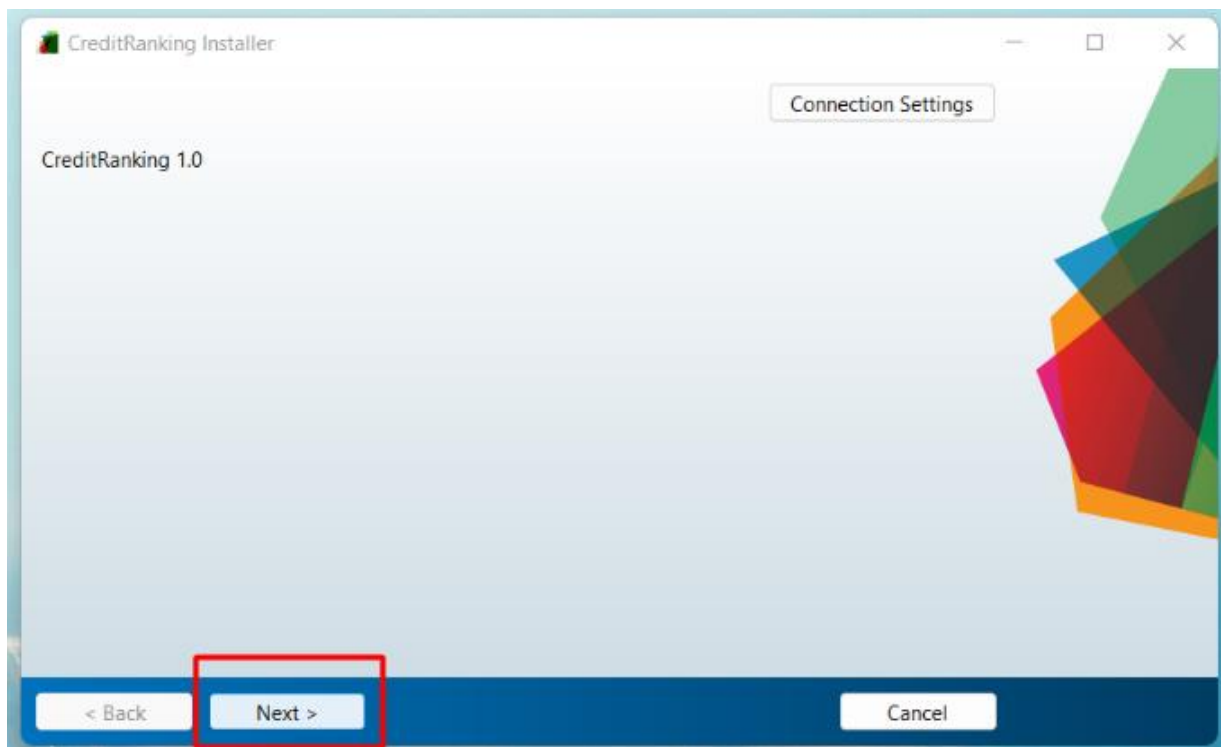 CreditRanking Installer
Connection Settings
CreditRanking 1.0
< Back
Next >
Cancel